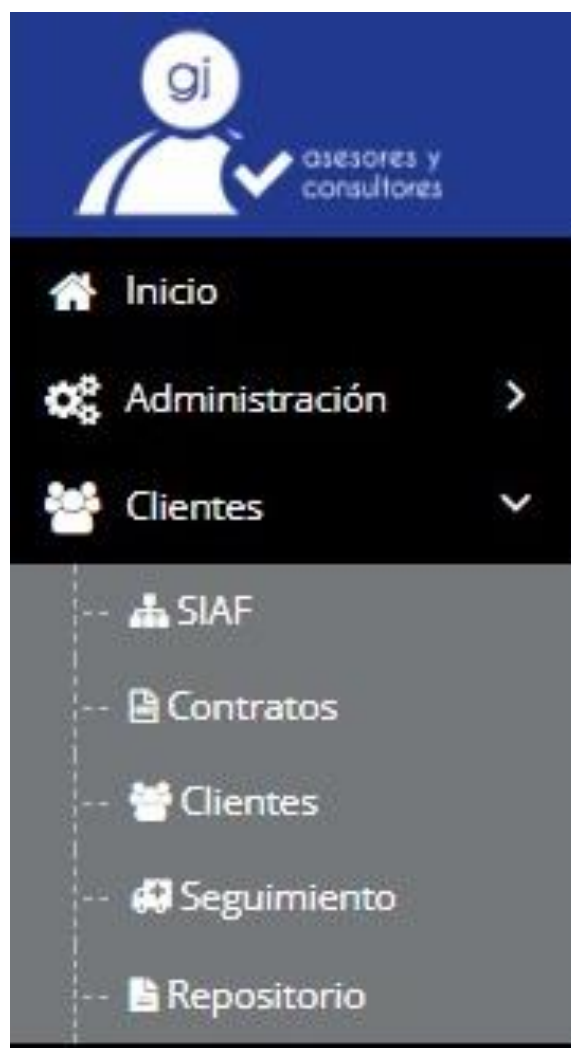 gj
asesores y
consultores
Inicio
Administración
Clientes
SIAF
Contratos
Clientes
Seguimiento
Repositorio